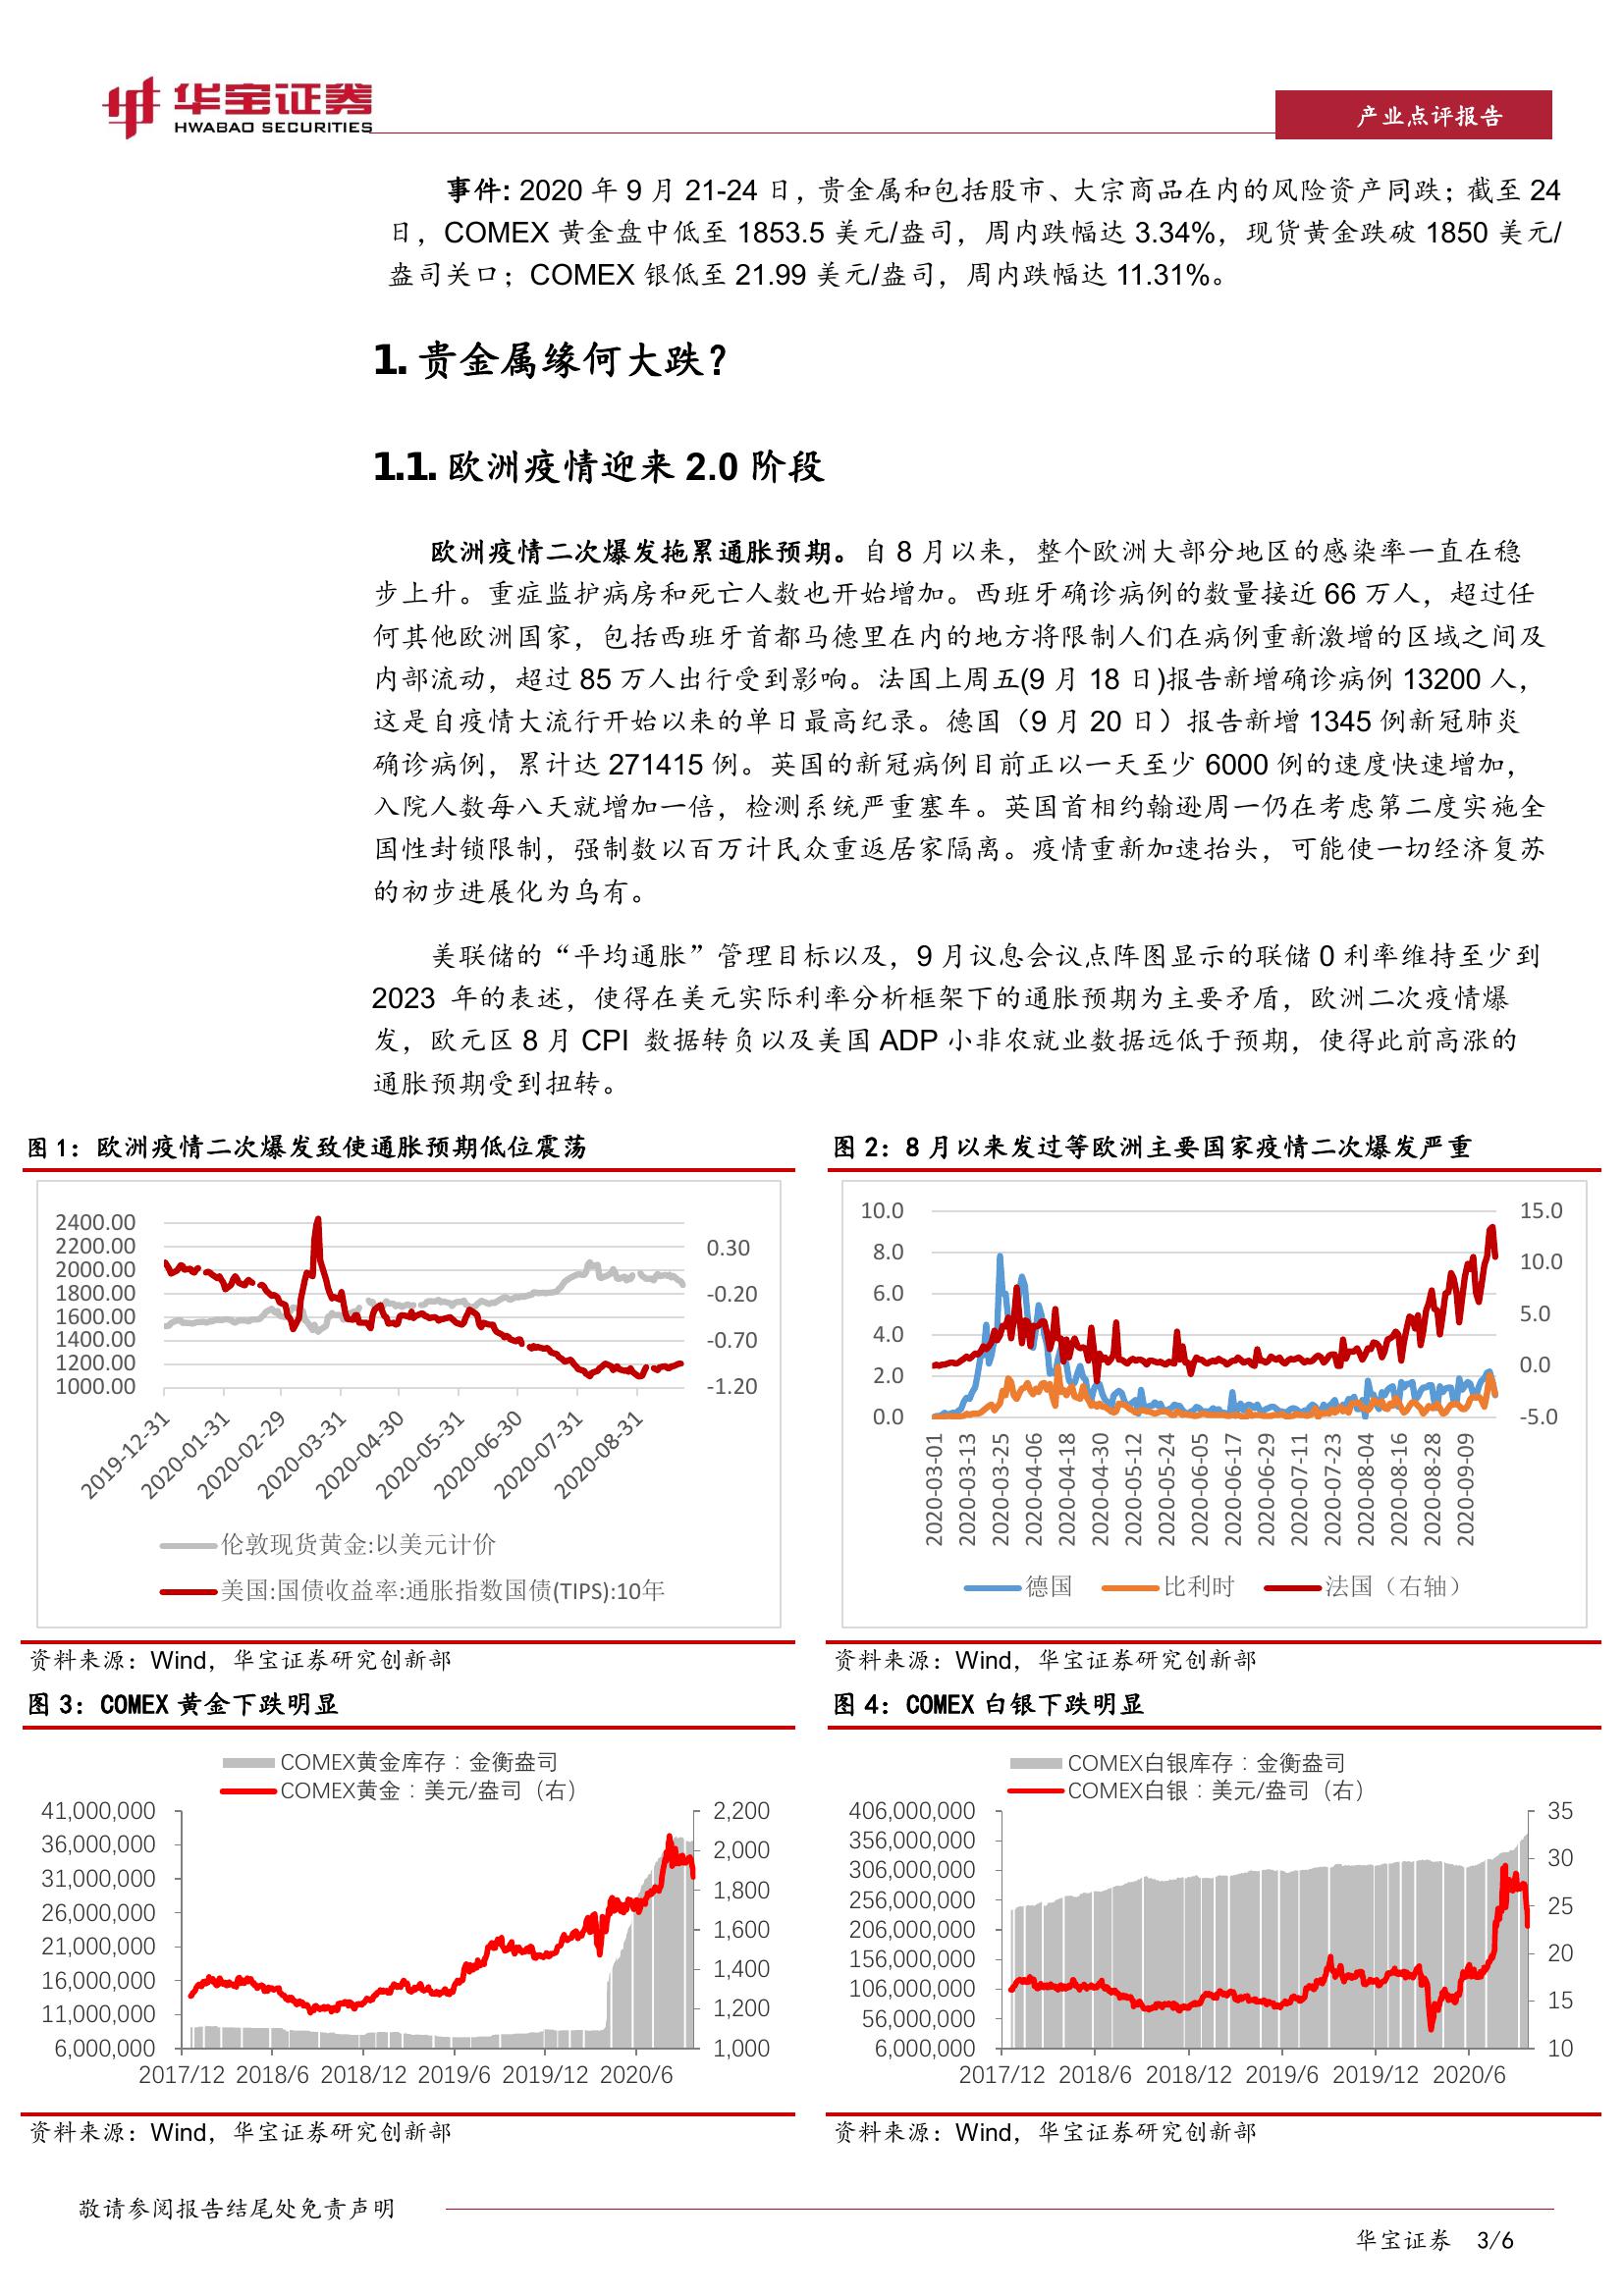 华宝证券
HWABAO SECURITIES
产业点评报告
事件: 2020 年 9 月 21-24 日，贵金属和包括股市、大宗商品在内的风险资产同跌；截至 24
日，COMEX 黄金盘中低至 1853.5 美元/盎司，周内跌幅达 3.34%，现货黄金跌破 1850 美元/
盎司关口；COMEX 银低至 21.99 美元/盎司，周内跌幅达 11.31%。
1. 贵金属缘何大跌？
1.1. 欧洲疫情迎来 2.0 阶段
欧洲疫情二次爆发拖累通胀预期。自 8 月以来，整个欧洲大部分地区的感染率一直在稳
步上升。重症监护病房和死亡人数也开始增加。西班牙确诊病例的数量接近 66 万人，超过任
何其他欧洲国家，包括西班牙首都马德里在内的地方将限制人们在病例重新激增的区域之间及
内部流动，超过 85 万人出行受到影响。法国上周五(9 月 18 日)报告新增确诊病例 13200 人，
这是自疫情大流行开始以来的单日最高纪录。德国（9 月 20 日）报告新增 1345 例新冠肺炎
确诊病例，累计达 271415 例。英国的新冠病例目前正以一天至少 6000 例的速度快速增加，
入院人数每八天就增加一倍，检测系统严重塞车。英国首相约翰逊周一仍在考虑第二度实施全
国性封锁限制，强制数以百万计民众重返居家隔离。疫情重新加速抬头，可能使一切经济复苏
的初步进展化为乌有。
美联储的“平均通胀”管理目标以及，9 月议息会议点阵图显示的联储 0 利率维持至少到
2023 年的表述，使得在美元实际利率分析框架下的通胀预期为主要矛盾，欧洲二次疫情爆
发，欧元区 8 月 CPI 数据转负以及美国 ADP 小非农就业数据远低于预期，使得此前高涨的
通胀预期受到扭转。
图 1：欧洲疫情二次爆发致使通胀预期低位震荡
2400.00
2200.00
2000.00
1800.00
1600.00
1400.00
1200.00
1000.00
0.30
-0.20
-0.70
-1.20
2019-12-31
2020-01-31
2020-02-29
2020-03-31
2020-04-30
2020-05-31
2020-06-30
2020-07-31
2020-08-31
伦敦现货黄金:以美元计价
美国:国债收益率:通胀指数国债(TIPS):10年
资料来源：Wind，华宝证券研究创新部
图 2：8 月以来发过等欧洲主要国家疫情二次爆发严重
10.0
8.0
6.0
4.0
2.0
0.0
15.0
10.0
5.0
0.0
-5.0
2020-03-01
2020-03-13
2020-03-25
2020-04-06
2020-04-18
2020-04-30
2020-05-12
2020-05-24
2020-06-05
2020-06-17
2020-06-29
2020-07-11
2020-07-23
2020-08-04
2020-08-16
2020-08-28
2020-09-09
德国 比利时 法国（右轴）
资料来源：Wind，华宝证券研究创新部
图 3：COMEX 黄金下跌明显
COMEX黄金库存：金衡盎司
COMEX黄金：美元/盎司（右）
41,000,000
36,000,000
31,000,000
26,000,000
21,000,000
16,000,000
11,000,000
6,000,000
2,200
2,000
1,800
1,600
1,400
1,200
1,000
2017/12 2018/6 2018/12 2019/6 2019/12 2020/6
资料来源：Wind，华宝证券研究创新部
图 4：COMEX 白银下跌明显
COMEX白银库存：金衡盎司
COMEX白银：美元/盎司（右）
406,000,000
356,000,000
306,000,000
256,000,000
206,000,000
156,000,000
106,000,000
56,000,000
6,000,000
35
30
25
20
15
10
2017/12 2018/6 2018/12 2019/6 2019/12 2020/6
资料来源：Wind，华宝证券研究创新部
敬请参阅报告结尾处免责声明
华宝证券 3/6